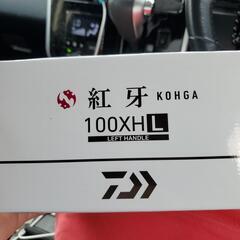 紅牙 KOHGA
100XHL
LEFT HANDLE